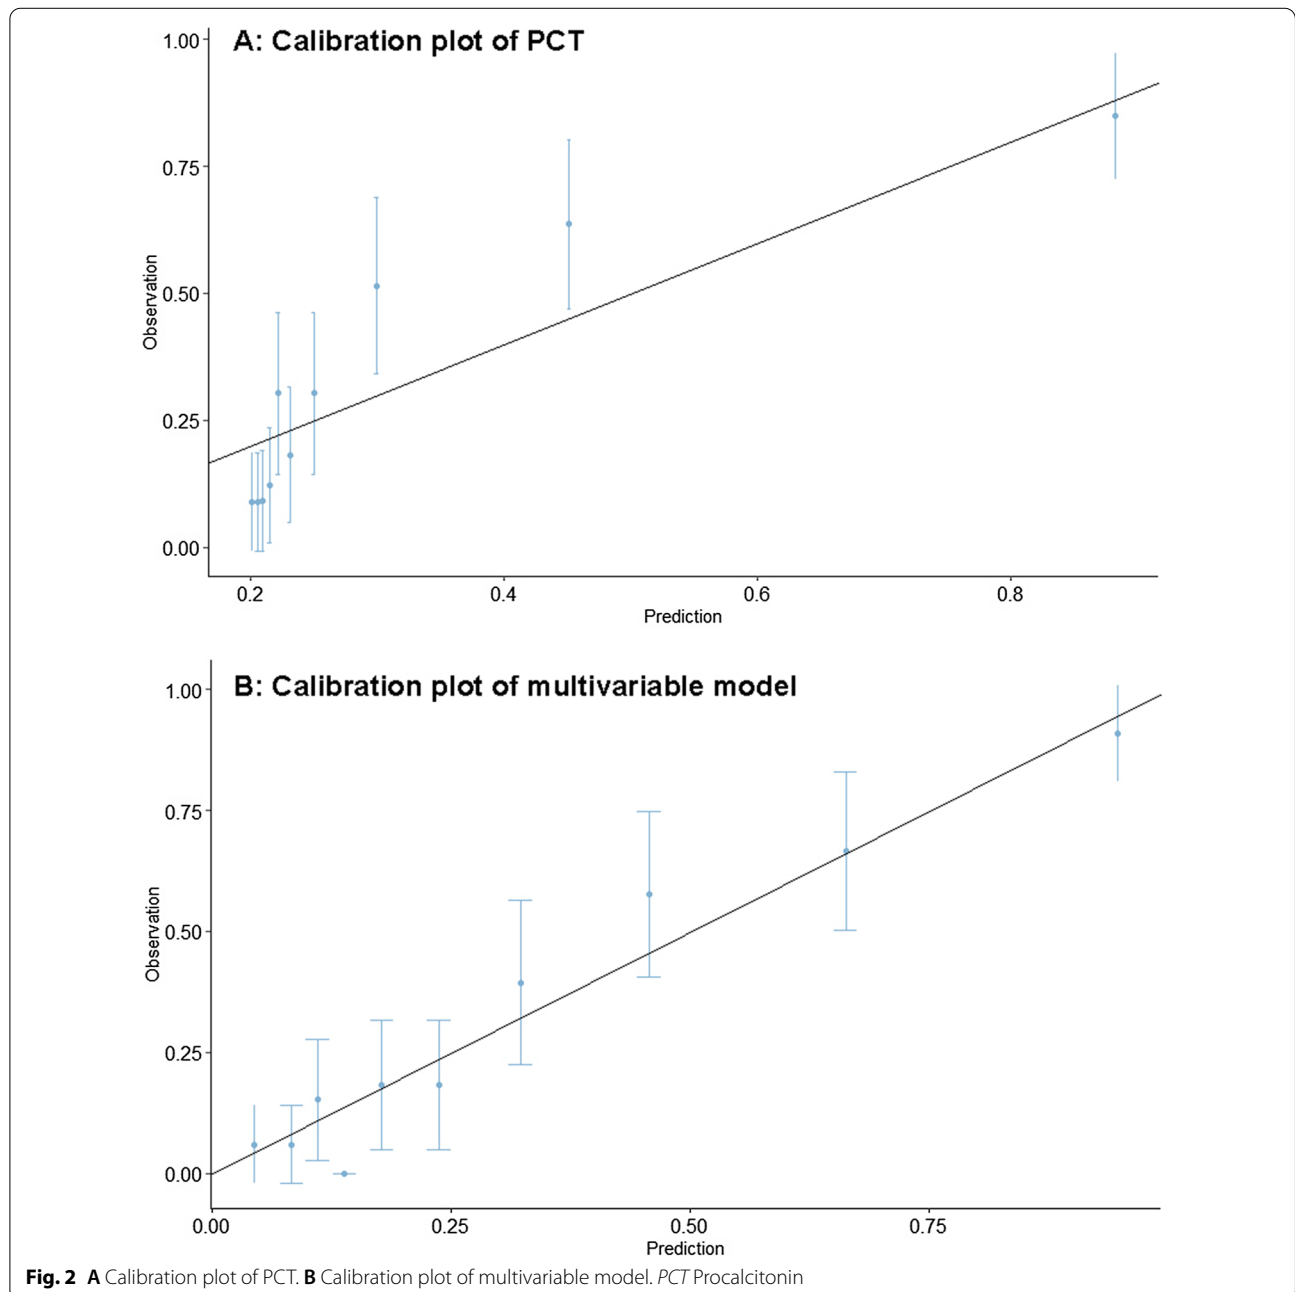 A: Calibration plot of PCT
1.00
0.75
0.50
0.25
0.00
Observation
0.2 0.4 0.6 0.8
Prediction
B: Calibration plot of multivariable model
1.00
0.75
0.50
0.25
0.00
Observation
0.00 0.25 0.50 0.75
Prediction
Fig. 2 A Calibration plot of PCT. B Calibration plot of multivariable model. PCT Procalcitonin